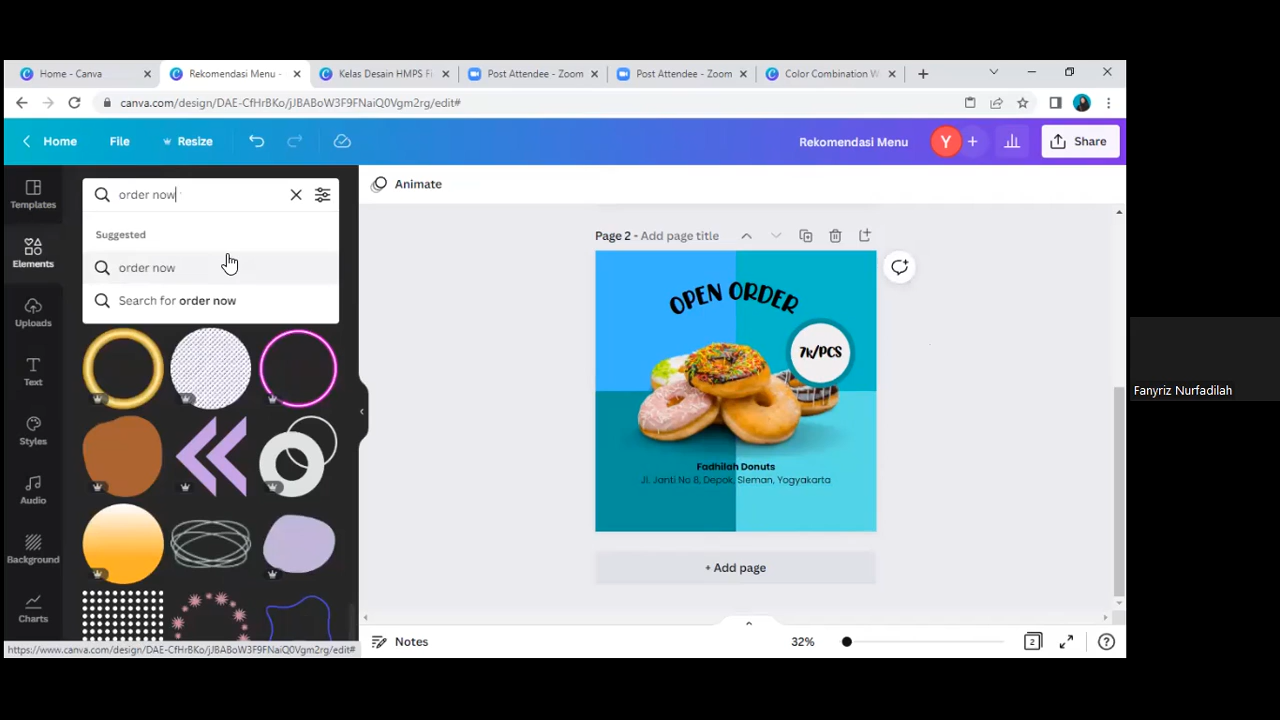 Home - Canva
Rekomendasi Menu -
Kelas Desain HMPS Fi
Post Attendee - Zoom
Post Attendee - Zoom
Color Combination W
canva.com/design/DAE-CfHrBKo/jJBABoW3F9FNaiQ0Vgm2rg/edit#
Home
File
Resize
Rekomendasi Menu
Y
Share
order now
Suggested
order now
Search for order now
Templates
Elements
Uploads
Text
Styles
Audio
Background
Charts
Animate
Page 2 - Add page title
OPEN ORDER
7k/PCS
Fadhilah Donuts
Jl. Janti No 8, Depok, Sleman, Yogyakarta
+ Add page
Fanyriz Nurfadilah
https://www.canva.com/design/DAE-CfHrBKo/jJBABoW3F9FNaiQ0Vgm2rg/edit#
Notes
32%
2